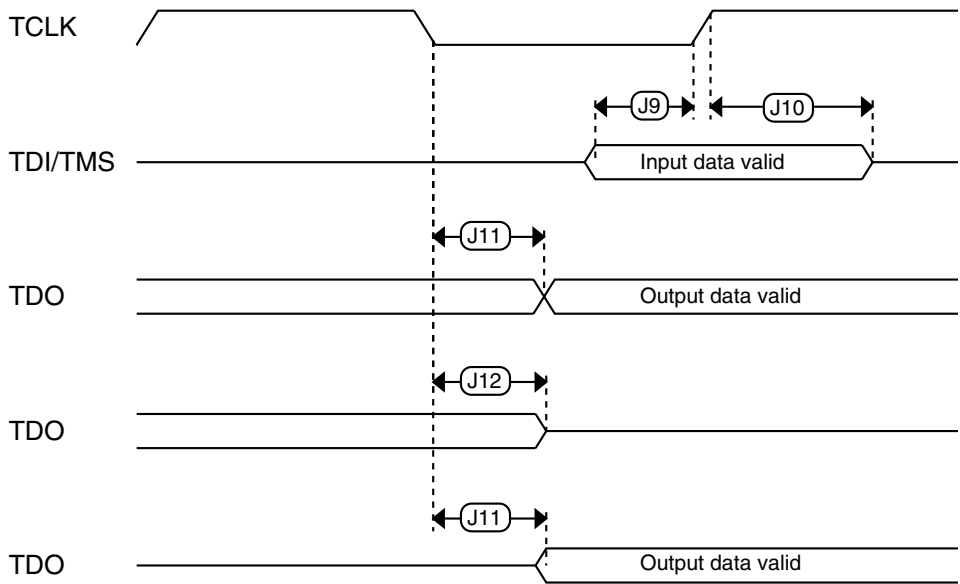 TCLK
J9
J10
TDI/TMS
Input data valid
J11
TDO
Output data valid
J12
TDO
J11
TDO
Output data valid